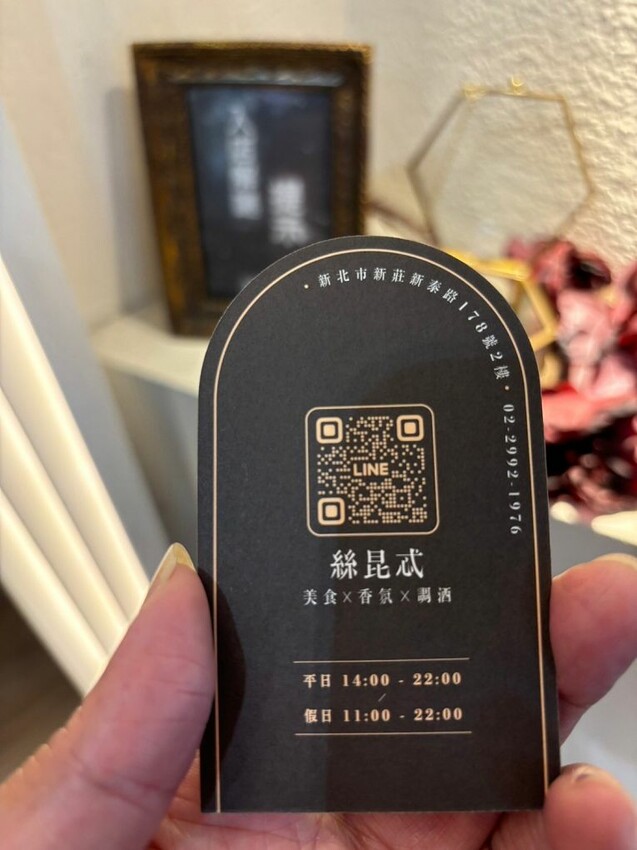 • 新北市新莊新泰路178號2樓 • 02-2992-1976
LINE
絲昆忒
美食 X 香氛 X 調酒
平日 14:00 - 22:00
/
假日 11:00 - 22:00